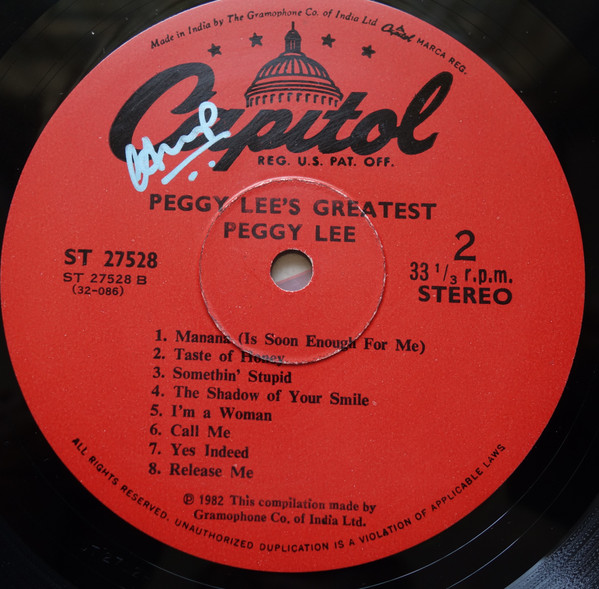 Made in India by The Gramophone Co. of India Ltd
Capitol MARCA REG.
Capitol
REG. U.S. PAT. OFF.
PEGGY LEE'S GREATEST
PEGGY LEE
ST 27528
ST 27528 B
(32-086)
2
33 1/3 r.p.m.
STEREO
1. Manana (Is Soon Enough For Me)
2. Taste of Honey
3. Somethin' Stupid
4. The Shadow of Your Smile
5. I'm a Woman
6. Call Me
7. Yes Indeed
8. Release Me
℗ 1982 This compilation made by
Gramophone Co. of India Ltd.
ALL RIGHTS RESERVED. UNAUTHORIZED DUPLICATION IS A VIOLATION OF APPLICABLE LAWS